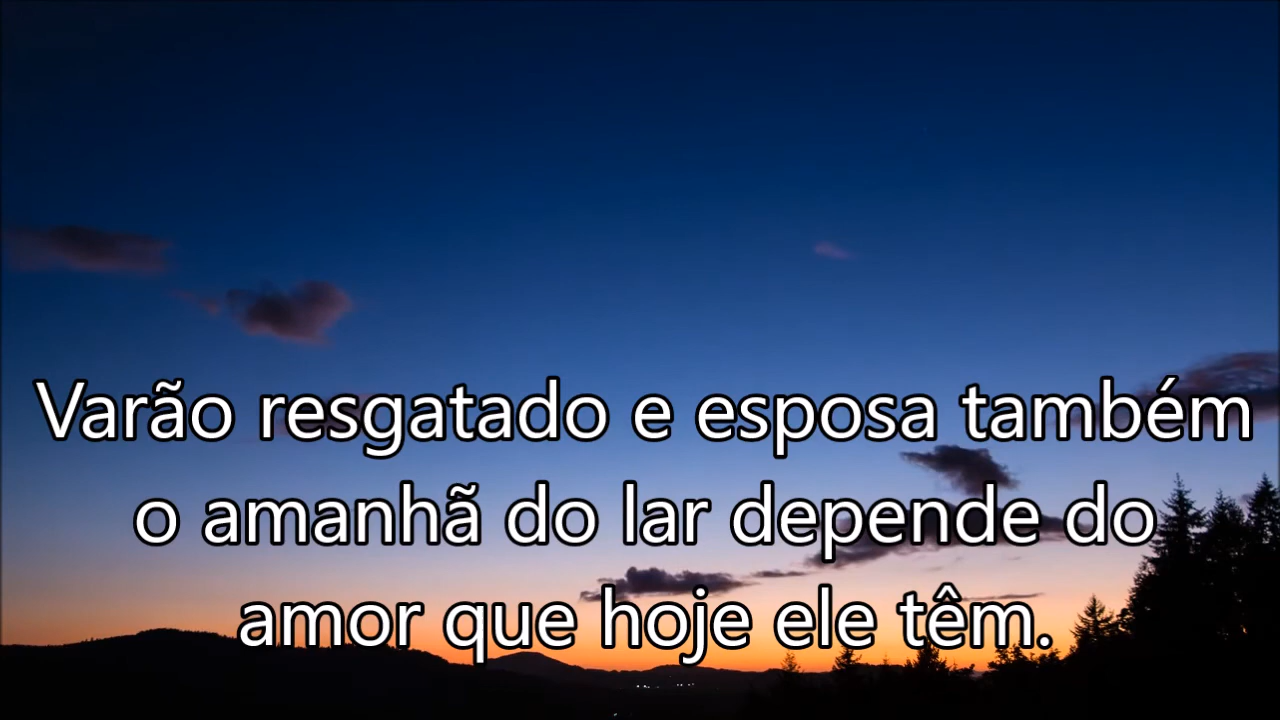 Varão resgatado e esposa também
o amanhã do lar depende do
amor que hoje ele têm.